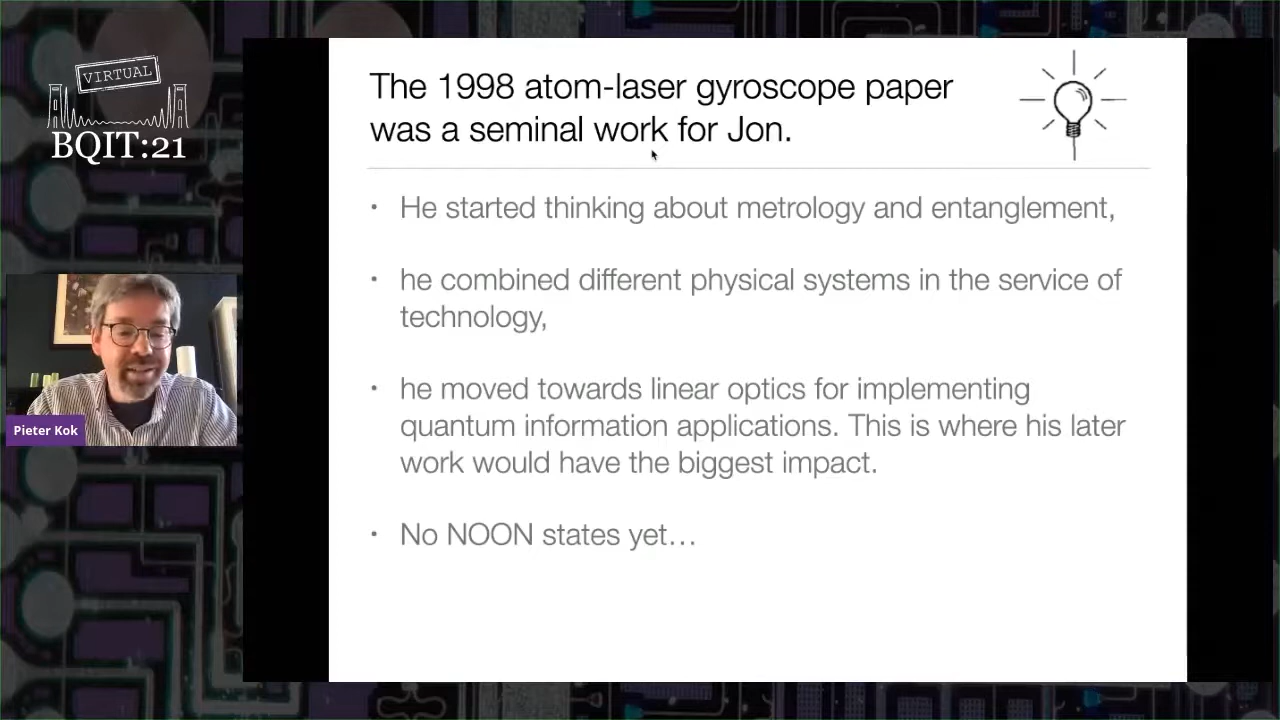 VIRTUAL
BQIT:21
The 1998 atom-laser gyroscope paper
was a seminal work for Jon.
• He started thinking about metrology and entanglement,
• he combined different physical systems in the service of
technology,
• he moved towards linear optics for implementing
quantum information applications. This is where his later
work would have the biggest impact.
• No NOON states yet…
Pieter Kok